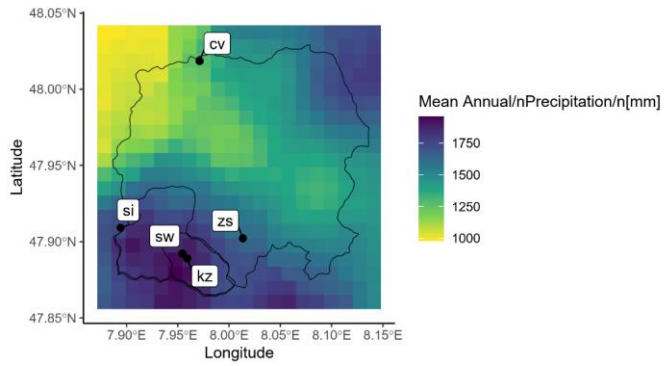 48.05°N
48.00°N
47.95°N
47.90°N
47.85°N
Latitude
cv
si
sw
zs
kz
7.90°E 7.95°E 8.00°E 8.05°E 8.10°E 8.15°E
Longitude
Mean Annual/nPrecipitation/n[mm]
1750
1500
1250
1000